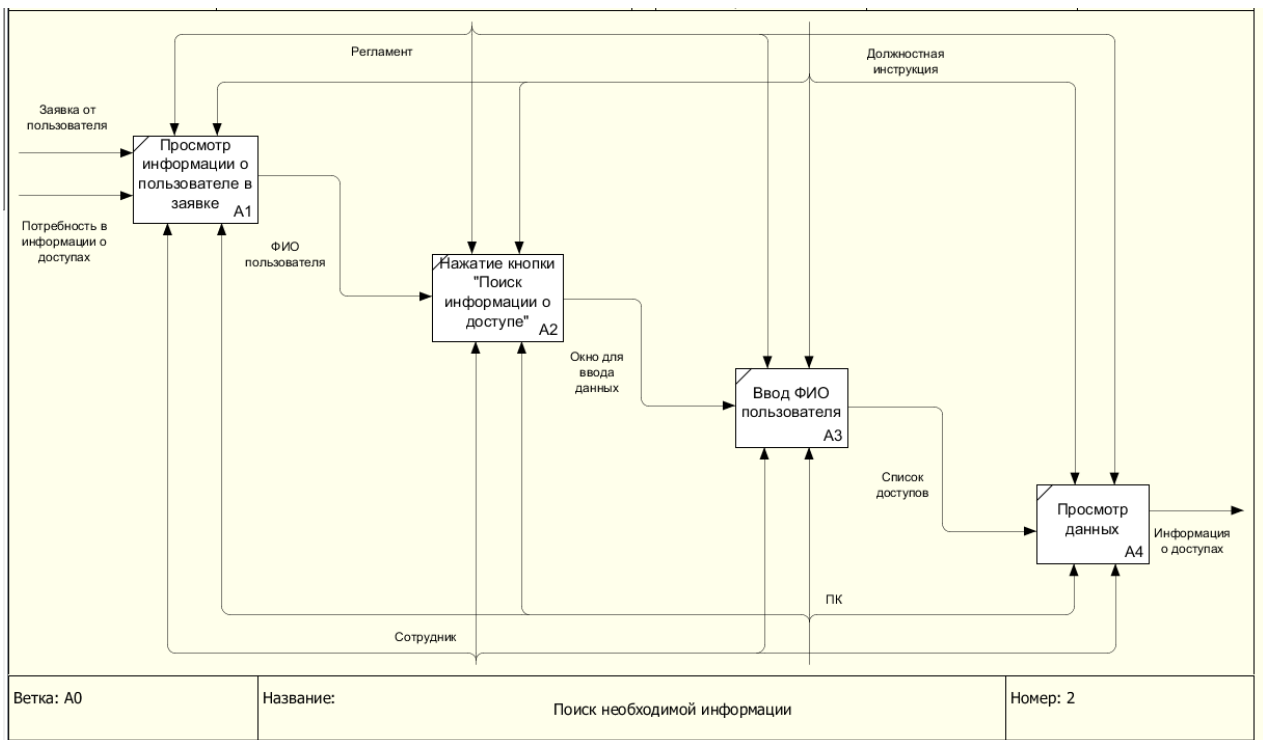 Регламент
Должностная
инструкция
Заявка от
пользователя
Просмотр
информации о
пользователе в
заявке
A1
Потребность в
информации о
доступах
ФИО
пользователя
Нажатие кнопки
"Поиск
информации о
доступе"
A2
Окно для
ввода
данных
Ввод ФИО
пользователя
A3
Список
доступов
Просмотр
данных
A4
Информация
о доступах
ПК
Сотрудник
Ветка: A0
Название:
Поиск необходимой информации
Номер: 2